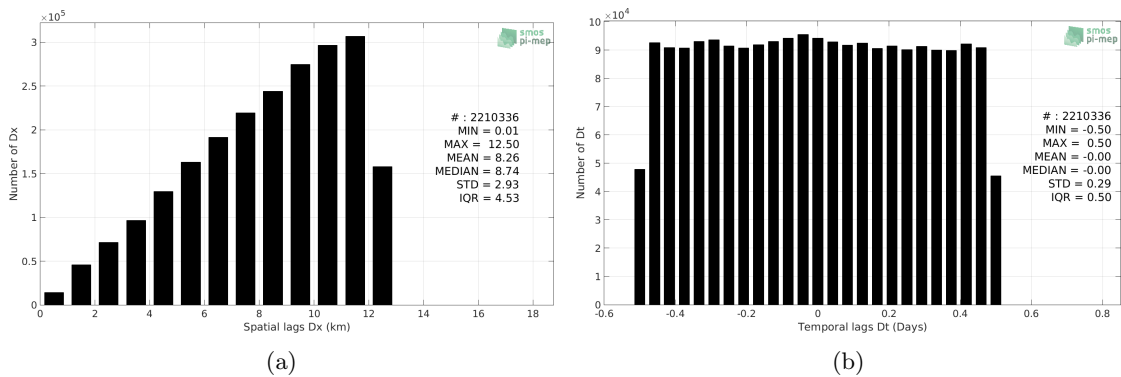 ×10⁵
3
2.5
2
1.5
1
0.5
0
0 2 4 6 8 10 12 14 16 18
Number of Dx
Spatial lags Dx (km)
smos
pi-mep
# : 2210336
MIN = 0.01
MAX = 12.50
MEAN = 8.26
MEDIAN = 8.74
STD = 2.93
IQR = 4.53
(a)
×10⁴
10
9
8
7
6
5
4
3
2
1
0
-0.6 -0.4 -0.2 0 0.2 0.4 0.6 0.8
Number of Dt
Temporal lags Dt (Days)
smos
pi-mep
# : 2210336
MIN = -0.50
MAX = 0.50
MEAN = -0.00
MEDIAN = -0.00
STD = 0.29
IQR = 0.50
(b)